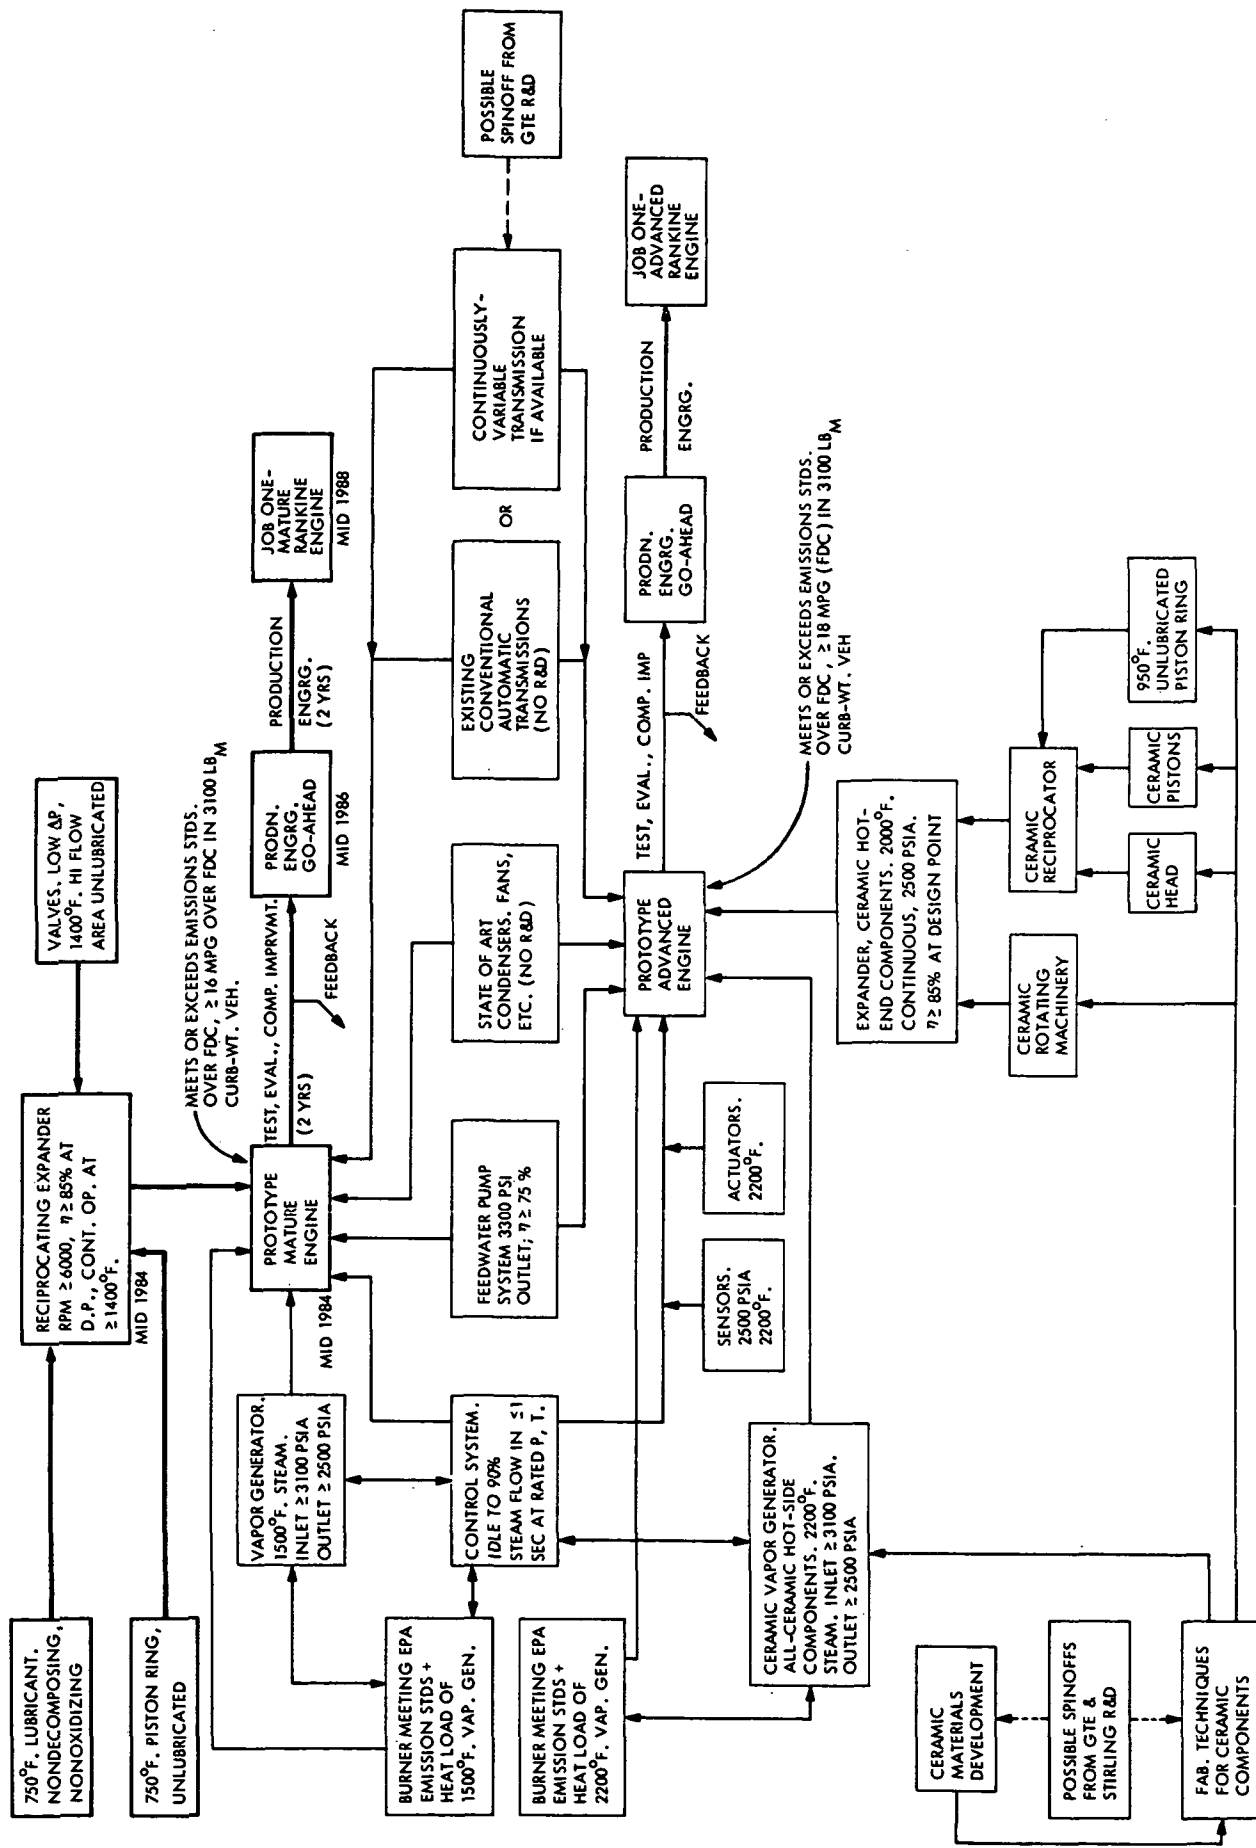 750°F. LUBRICANT.
NONDECOMPOSING,
NONOXIDIZING
750°F. PISTON RING,
UNLUBRICATED
RECIPROCATING EXPANDER
RPM ≥ 6000, η ≥ 85% AT
D.P., CONT. OP. AT
≥ 1400°F.
MID 1984
VALVES. LOW ΔP,
1400°F. HI FLOW
AREA UNLUBRICATED
BURNER MEETING EPA
EMISSION STDS +
HEAT LOAD OF
1500°F. VAP. GEN.
VAPOR GENERATOR.
1500°F. STEAM.
INLET ≥ 3100 PSIA
OUTLET ≥ 2500 PSIA
PROTOTYPE
MATURE
ENGINE
MID 1984
MEETS OR EXCEEDS EMISSIONS STDS.
OVER FDC, ≥ 16 MPG OVER FDC IN 3100 LBM
CURB-WT. VEH.
TEST, EVAL., COMP. IMPRVMT.
(2 YRS)
FEEDBACK
PRODN.
ENGRG.
GO-AHEAD
MID 1986
PRODUCTION
ENGRG.
(2 YRS)
JOB ONE-
MATURE
RANKINE
ENGINE
MID 1988
CONTROL SYSTEM.
IDLE TO 90%
STEAM FLOW IN ≤ 1
SEC AT RATED P, T.
FEEDWATER PUMP
SYSTEM 3300 PSI
OUTLET; η ≥ 75 %
STATE OF ART
CONDENSERS. FANS,
ETC. (NO R&D)
EXISTING
CONVENTIONAL
AUTOMATIC
TRANSMISSIONS
(NO R&D)
OR
CONTINUOUSLY-
VARIABLE
TRANSMISSION
IF AVAILABLE
POSSIBLE
SPINOFF FROM
GTE R&D
BURNER MEETING EPA
EMISSION STDS +
HEAT LOAD OF
2200°F. VAP. GEN.
SENSORS.
2500 PSIA
2200°F.
ACTUATORS.
2200°F.
PROTOTYPE
ADVANCED
ENGINE
TEST, EVAL., COMP. IMP
FEEDBACK
MEETS OR EXCEEDS EMISSIONS STDS.
OVER FDC, ≥ 18 MPG (FDC) IN 3100 LBM
CURB-WT. VEH
PRODN.
ENGRG.
GO-AHEAD
PRODUCTION
ENGRG.
JOB ONE-
ADVANCED
RANKINE
ENGINE
CERAMIC VAPOR GENERATOR.
ALL-CERAMIC HOT-SIDE
COMPONENTS. 2200°F.
STEAM. INLET ≥ 3100 PSIA.
OUTLET ≥ 2500 PSIA
EXPANDER, CERAMIC HOT-
END COMPONENTS. 2000°F.
CONTINUOUS, 2500 PSIA.
η ≥ 85% AT DESIGN POINT
CERAMIC
MATERIALS
DEVELOPMENT
POSSIBLE SPINOFFS
FROM GTE &
STIRLING R&D
FAB. TECHNIQUES
FOR CERAMIC
COMPONENTS
CERAMIC
ROTATING
MACHINERY
CERAMIC
RECIPROCATOR
CERAMIC
HEAD
CERAMIC
PISTONS
950°F.
UNLUBRICATED
PISTON RING